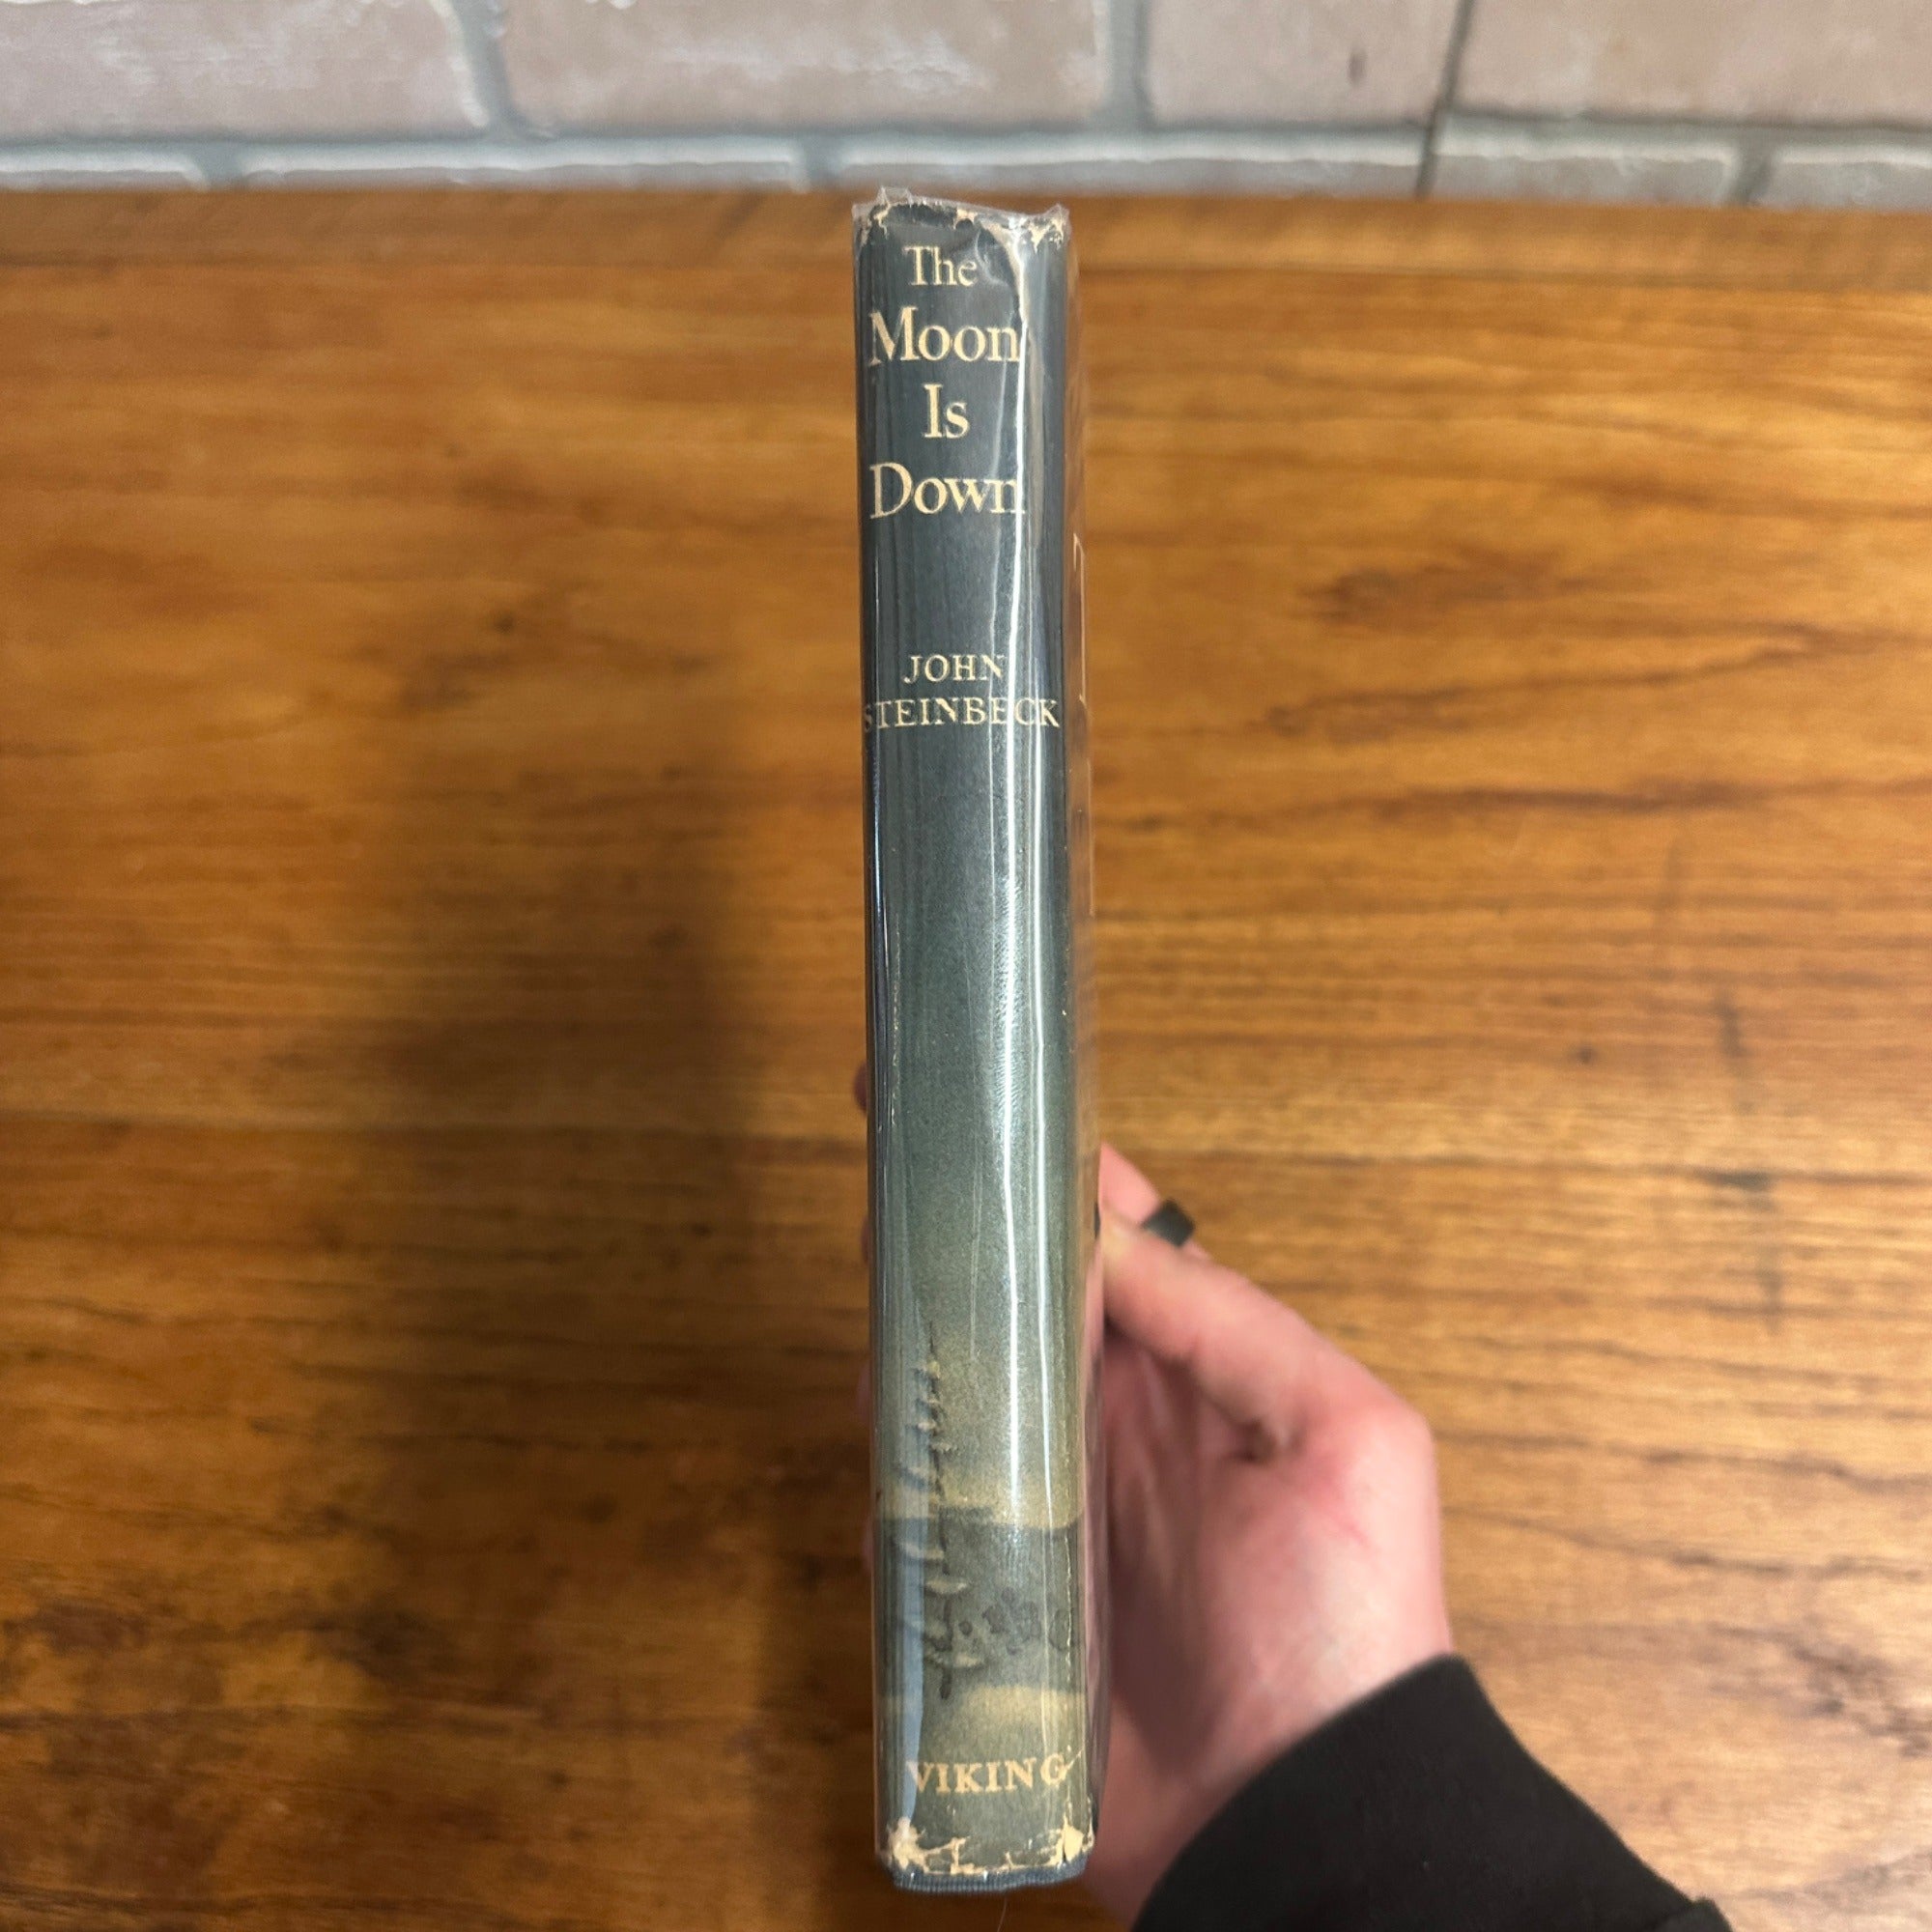 The
Moon
Is
Down
JOHN
STEINBECK
VIKING